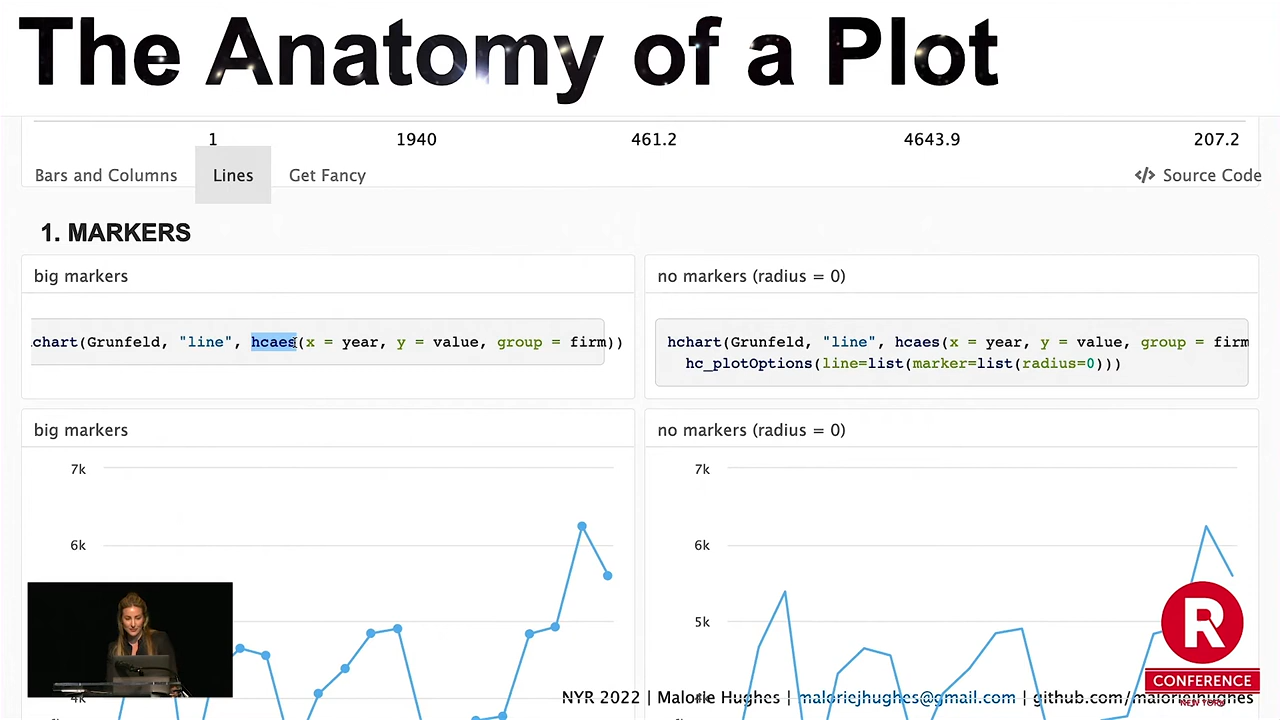 The Anatomy of a Plot
1 1940 461.2 4643.9 207.2
Bars and Columns Lines Get Fancy </> Source Code
1. MARKERS
big markers
chart(Grunfeld, "line", hcaes(x = year, y = value, group = firm))
no markers (radius = 0)
hchart(Grunfeld, "line", hcaes(x = year, y = value, group = firm
hc_plotOptions(line=list(marker=list(radius=0)))
big markers
7k
6k
4k
no markers (radius = 0)
7k
6k
5k
R
CONFERENCE
NEW YORK
NYR 2022 | Malorie Hughes | maloriejhughes@gmail.com | github.com/maloriejhughes